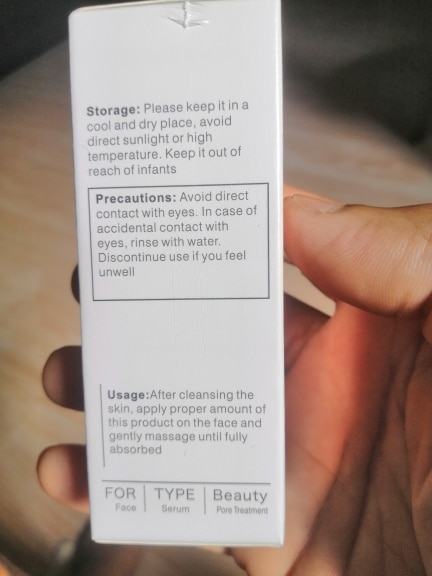 Storage: Please keep it in a
cool and dry place, avoid
direct sunlight or high
temperature. Keep it out of
reach of infants
Precautions: Avoid direct
contact with eyes. In case of
accidental contact with
eyes, rinse with water.
Discontinue use if you feel
unwell
Usage:After cleansing the
skin, apply proper amount of
this product on the face and
gently massage until fully
absorbed
FOR TYPE Beauty
Face Serum Pore Treatment